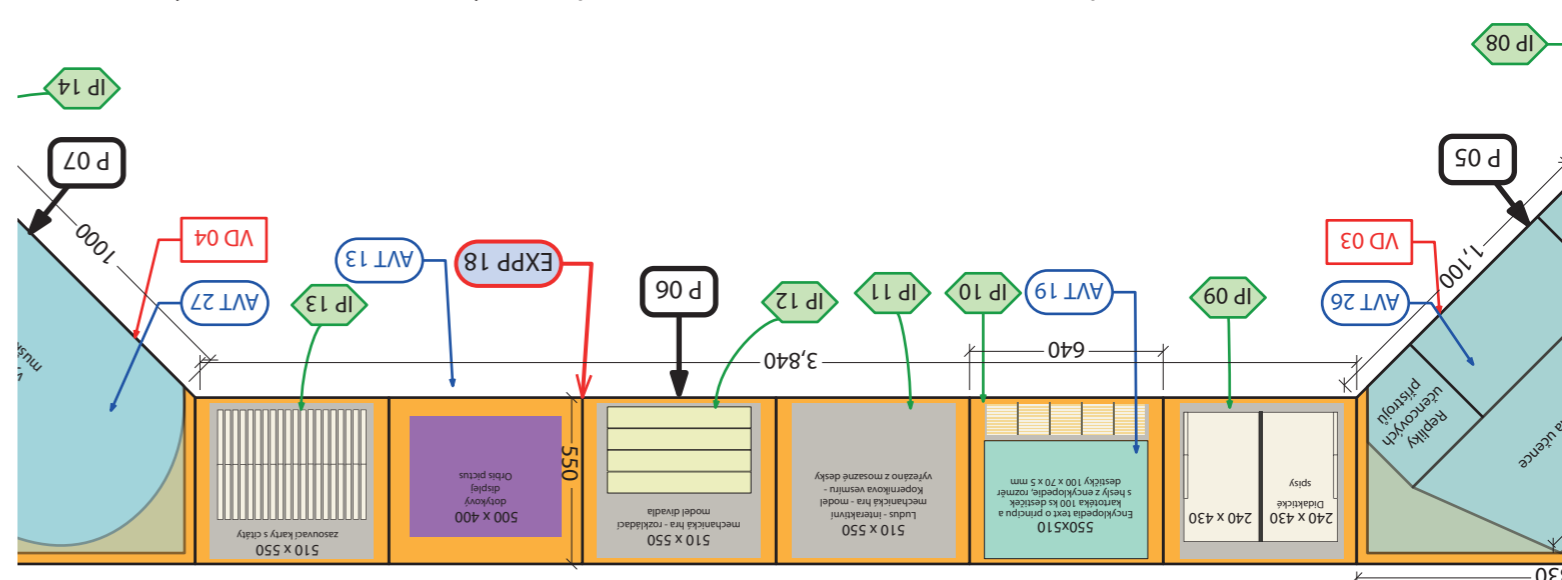 učence
Repliky
učencových
přístrojů
240 x 430
240 x 430
Didaktické
spisy
550x510
Encyklopedia text o principu a
kartotéka 100 ks destiček
s hesly z encyklopedie, rozměr
destičky 100 x 70 x 5 mm
510 x 550
Ludus - interaktivní
mechanická hra - model
Koperníkova vesmíru -
vyřezáno z mosazné desky
510 x 550
mechanická hra - rozkládací
model divadla
550
500 x 400
dotykový
displej
Orbis pictus
510 x 550
zasouvací karty s citáty
640
3,840
1,100
1000
AVT 26
IP 09
AVT 19
IP 10
IP 11
IP 12
P 06
EXPP 18
AVT 13
IP 13
AVT 27
VD 03
VD 04
P 05
P 07
IP 08
IP 14